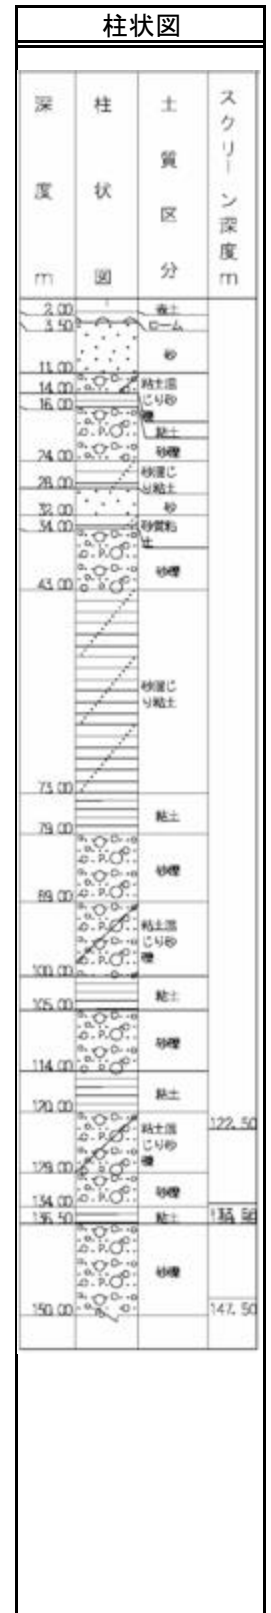 柱状図
深度m
柱状図
土質区分
スクリーン深度m
2.00
表土
3.50
ローム
砂
11.00
粘土混
じり砂
礫
14.00
粘土
16.00
砂礫
24.00
砂混じ
り粘土
28.00
砂
32.00
砂質粘
土
34.00
砂礫
43.00
砂混じ
り粘土
73.00
粘土
79.00
砂礫
89.00
粘土混
じり砂
礫
100.00
粘土
105.00
砂礫
114.00
粘土
120.00
122.50
粘土混
じり砂
礫
129.00
砂礫
134.00
粘土
136.50
砂礫
147.50
150.00